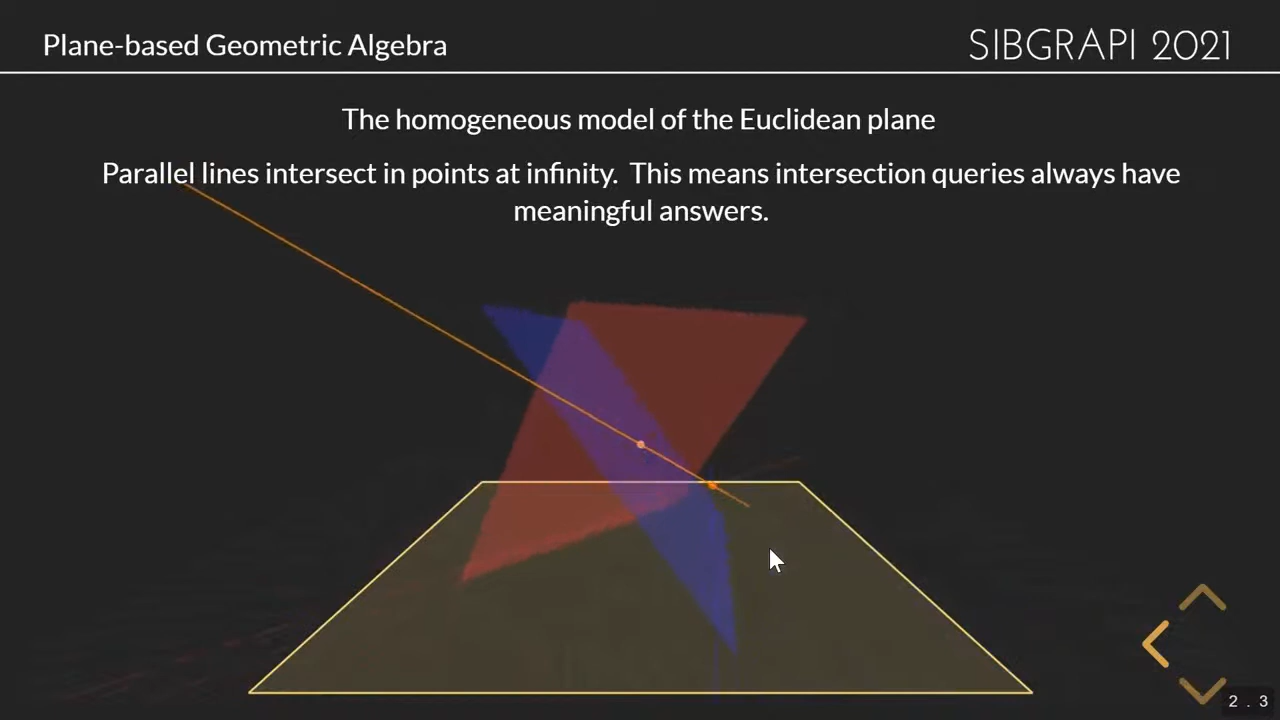 Plane-based Geometric Algebra
SIBGRAPI 2021
The homogeneous model of the Euclidean plane
Parallel lines intersect in points at infinity.  This means intersection queries always have
meaningful answers.
2 . 3